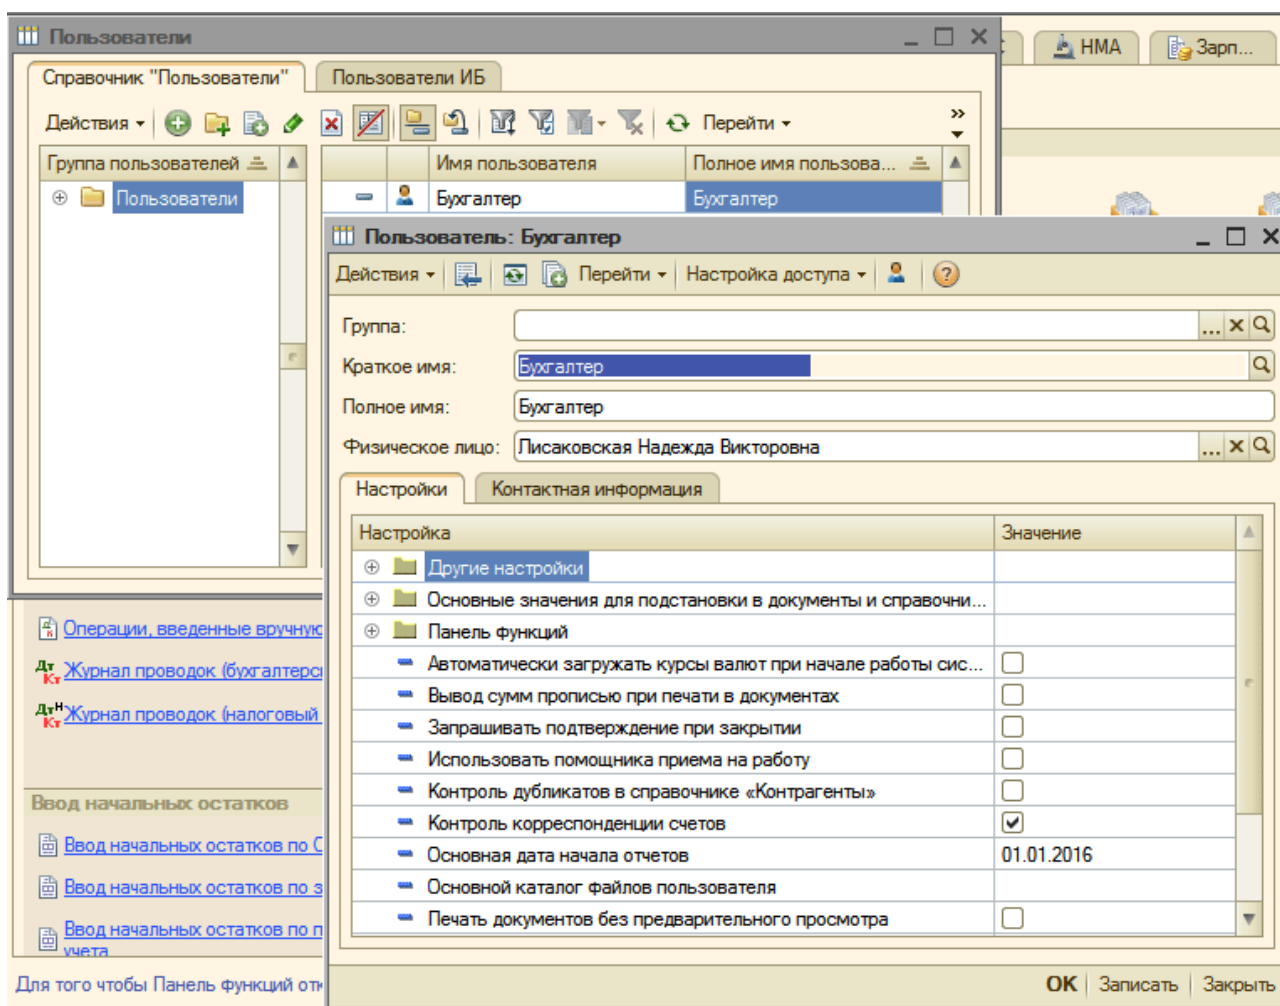 Пользователи
НМА
Зарп...
Справочник "Пользователи"
Пользователи ИБ
Действия
Перейти
Группа пользователей
Имя пользователя
Полное имя пользова...
Пользователи
Бухгалтер
Бухгалтер
Пользователь: Бухгалтер
Действия
Перейти
Настройка доступа
Группа:
Краткое имя:
Бухгалтер
Полное имя:
Бухгалтер
Физическое лицо:
Лисаковская Надежда Викторовна
Настройки
Контактная информация
Настройка
Значение
Другие настройки
Основные значения для подстановки в документы и справочни...
Панель функций
Автоматически загружать курсы валют при начале работы сис...
Вывод сумм прописью при печати в документах
Запрашивать подтверждение при закрытии
Использовать помощника приема на работу
Контроль дубликатов в справочнике «Контрагенты»
Контроль корреспонденции счетов
Основная дата начала отчетов
01.01.2016
Основной каталог файлов пользователя
Печать документов без предварительного просмотра
OK
Записать
Закрыть
Операции, введенные вручную
Журнал проводок (бухгалтерс
Журнал проводок (налоговый
Ввод начальных остатков
Ввод начальных остатков по
Ввод начальных остатков по
Ввод начальных остатков по
учета
Для того чтобы Панель функций